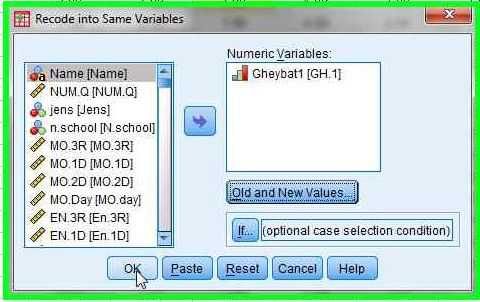 Recode into Same Variables
Name [Name]
NUM.Q [NUM.Q]
jens [Jens]
n.school [N.school]
MO.3R [MO.3R]
MO.1D [MO.1D]
MO.2D [MO.2D]
MO.Day [MO.day]
EN.3R [En.3R]
EN.1D [EN.1D]
Numeric Variables:
Gheybat1 [GH.1]
Old and New Values...
If... (optional case selection condition)
OK Paste Reset Cancel Help